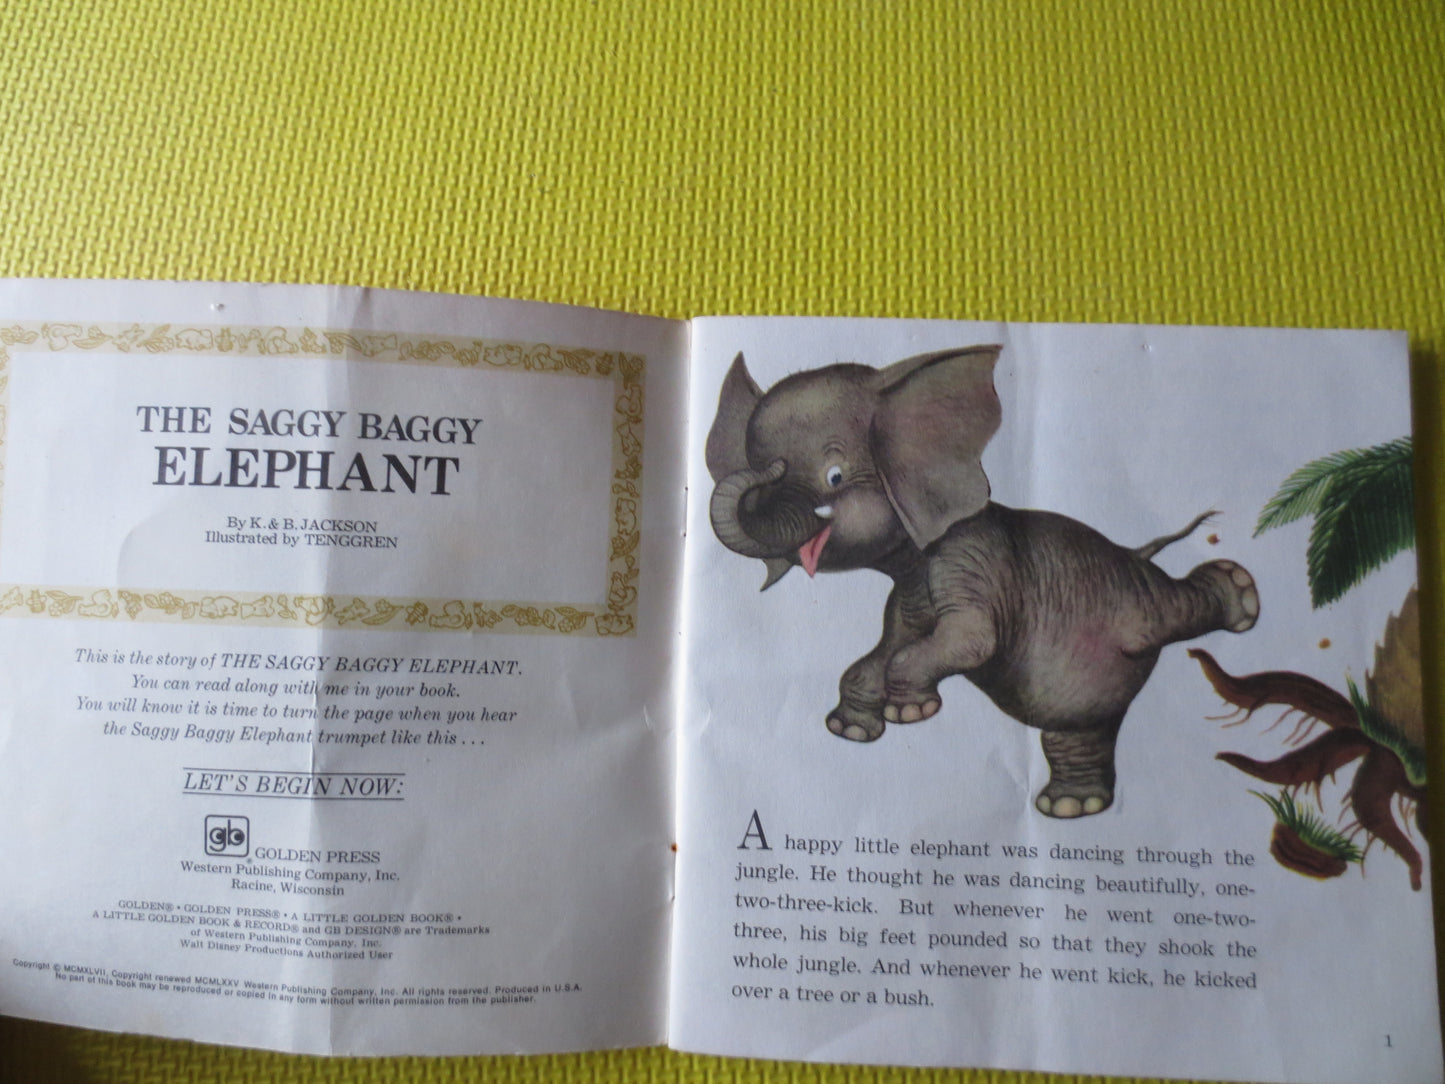 THE SAGGY BAGGY
ELEPHANT
By K. & B. JACKSON
Illustrated by TENGGREN
This is the story of THE SAGGY BAGGY ELEPHANT.
You can read along with me in your book.
You will know it is time to turn the page when you hear
the Saggy Baggy Elephant trumpet like this . . .
LET'S BEGIN NOW:
gb
® GOLDEN PRESS
Western Publishing Company, Inc.
Racine, Wisconsin
GOLDEN® • GOLDEN PRESS® • A LITTLE GOLDEN BOOK® •
A LITTLE GOLDEN BOOK & RECORD® and GB DESIGN® are Trademarks
of Western Publishing Company, Inc.
Walt Disney Productions Authorized User
Copyright © MCMXLVII, Copyright renewed MCMLXXV Western Publishing Company, Inc. All rights reserved. Produced in U.S.A.
No part of this book may be reproduced or copied in any form without written permission from the publisher.
A happy little elephant was dancing through the
jungle. He thought he was dancing beautifully, one-
two-three-kick. But whenever he went one-two-
three, his big feet pounded so that they shook the
whole jungle. And whenever he went kick, he kicked
over a tree or a bush.
1